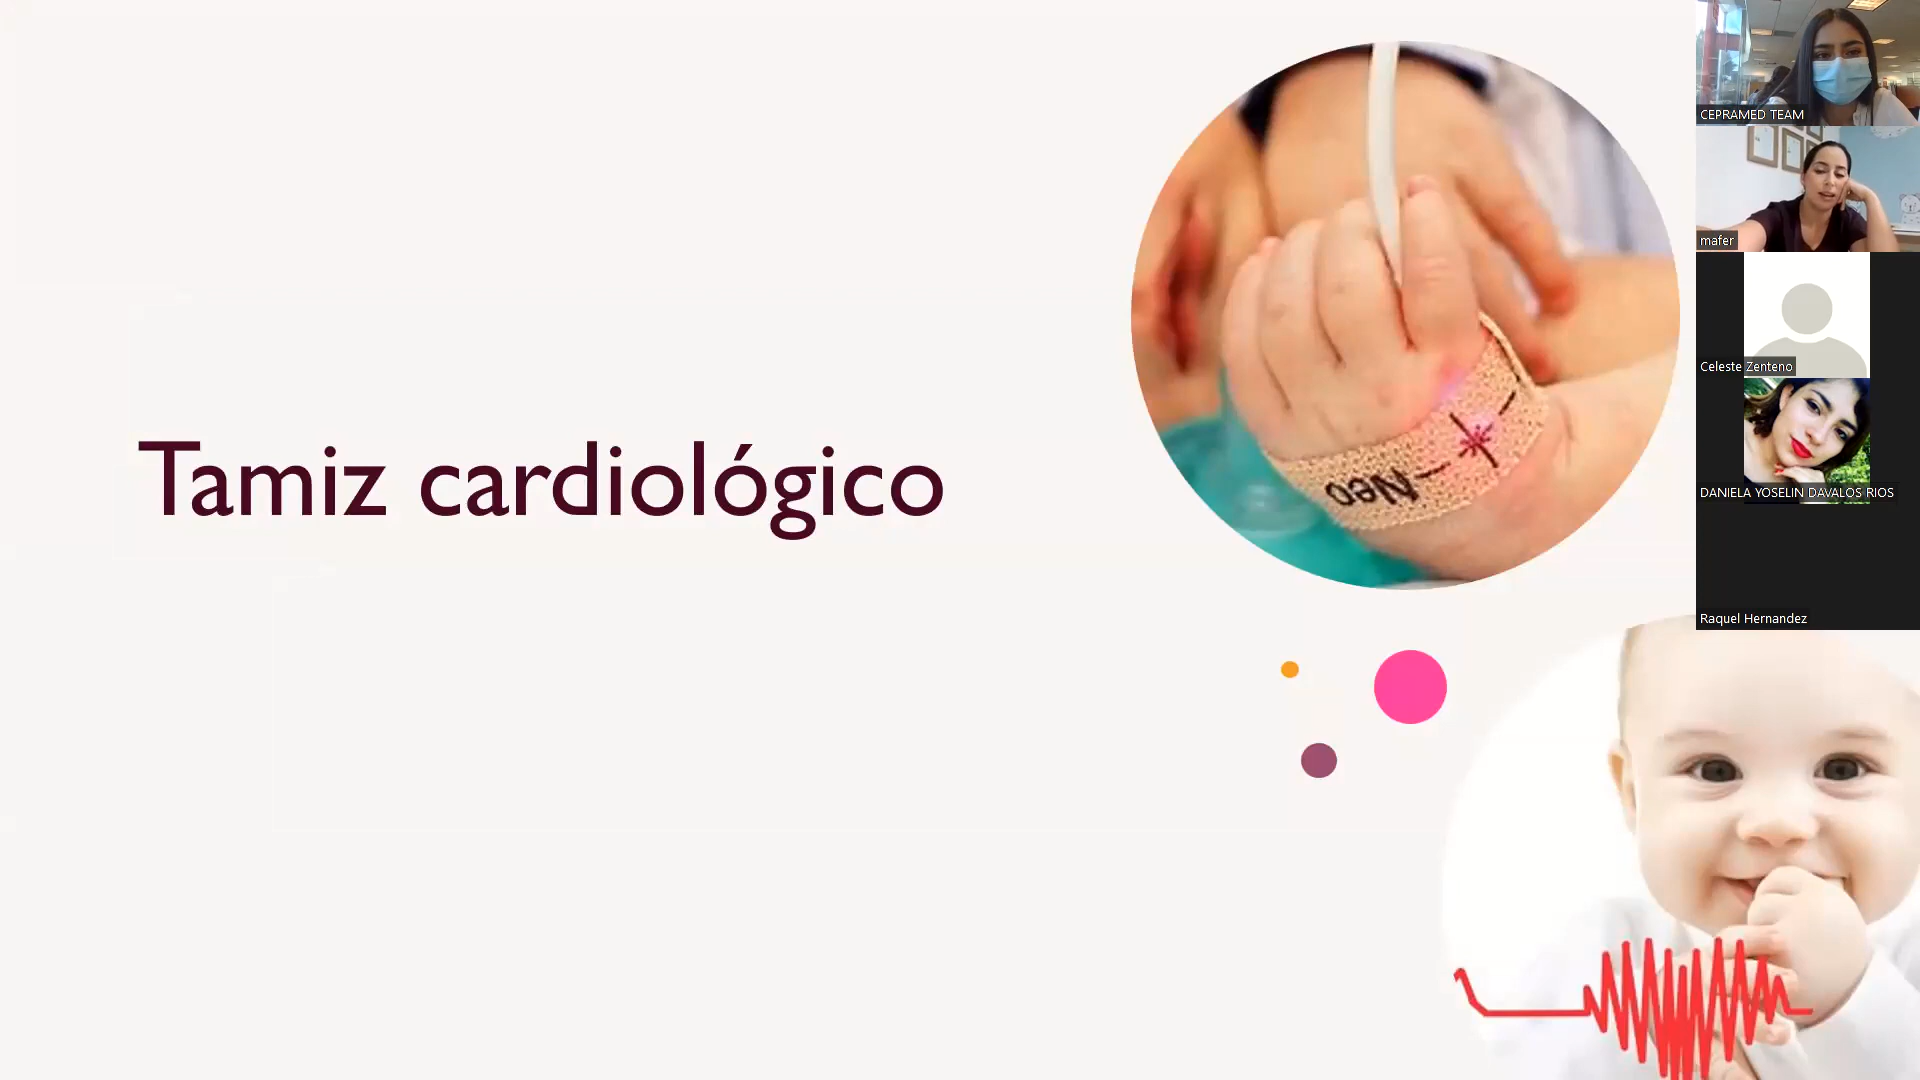 Tamiz cardiológico
Neo
CEPRAMED TEAM
mafer
Celeste Zenteno
DANIELA YOSELIN DAVALOS RIOS
Raquel Hernandez